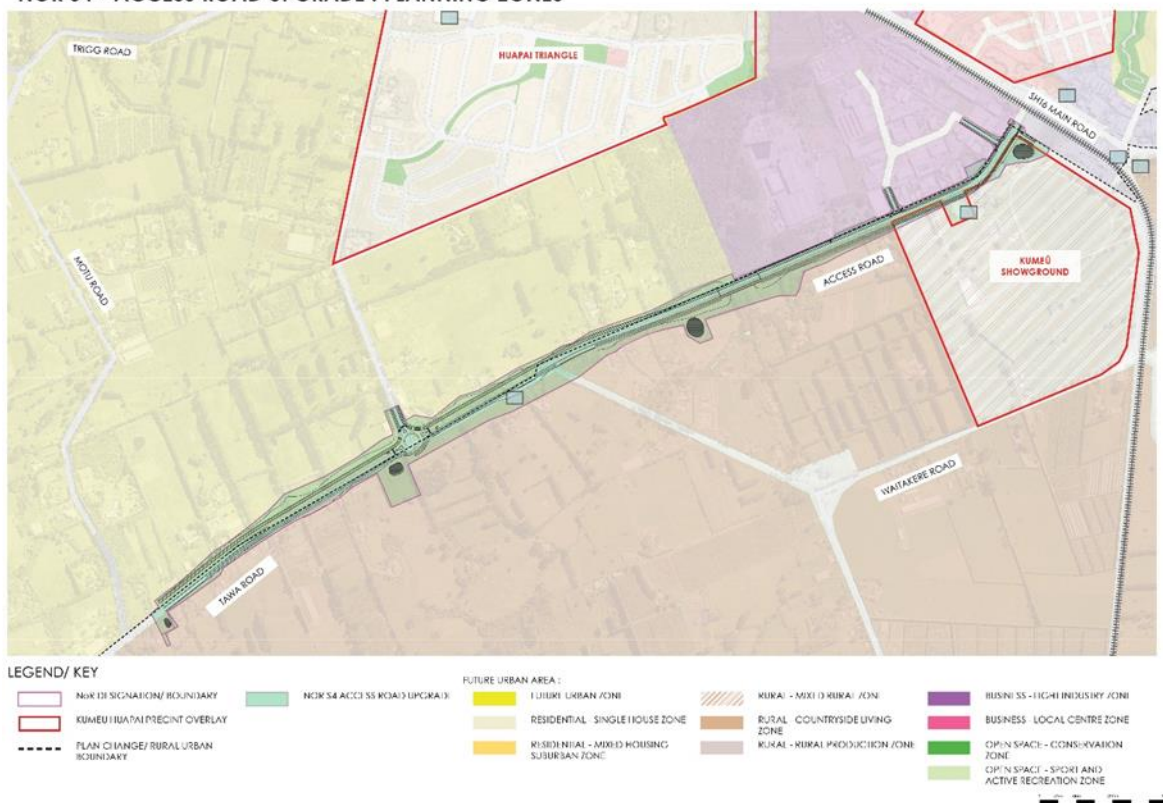 TRIGG ROAD
HUAPAI TRIANGLE
SH16 MAIN ROAD
MOTU ROAD
ACCESS ROAD
KUMEŪ
SHOWGROUND
WAITAKERE ROAD
TAWA ROAD
LEGEND/ KEY
NoR DESIGNATION/ BOUNDARY
KUMEU HUAPAI PRECINT OVERLAY
PLAN CHANGE/ RURAL URBAN
BOUNDARY
NOR S4 ACCESS ROAD UPGRADE
FUTURE URBAN AREA :
FUTURE URBAN ZONE
RESIDENTIAL - SINGLE HOUSE ZONE
RESIDENTIAL - MIXED HOUSING
SUBURBAN ZONE
RURAL - MIXED RURAL ZONE
RURAL - COUNTRYSIDE LIVING
ZONE
RURAL - RURAL PRODUCTION ZONE
BUSINESS - LIGHT INDUSTRY ZONE
BUSINESS - LOCAL CENTRE ZONE
OPEN SPACE - CONSERVATION
ZONE
OPEN SPACE - SPORT AND
ACTIVE RECREATION ZONE